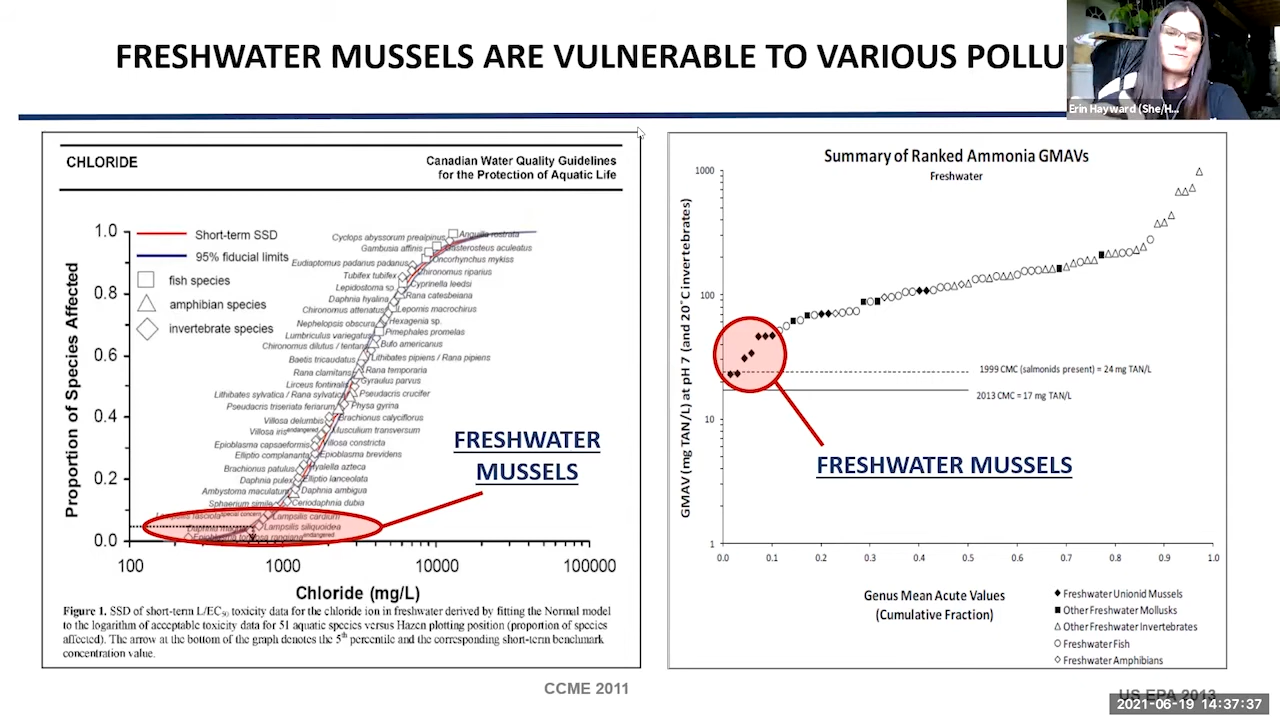 FRESHWATER MUSSELS ARE VULNERABLE TO VARIOUS POLLU
Erin Hayward (She/H...
CHLORIDE
Canadian Water Quality Guidelines
for the Protection of Aquatic Life
Proportion of Species Affected
1.0
0.8
0.6
0.4
0.2
0.0
Short-term SSD
95% fiducial limits
fish species
amphibian species
invertebrate species
Cyclops abyssorum prealpinus
Anguilla rostrata
Gambusia affinis
Gasterosteus aculeatus
Eudiaptomus padanus padanus
Oncorhynchus mykiss
Tubifex tubifex
Chironomus riparius
Lepidostoma sp.
Cyprinella leedsi
Daphnia hyalina
Rana catesbeiana
Chironomus attenatus
Lepomis macrochirus
Nephelopsis obscura
Hexagenia sp.
Lumbriculus variegatus
Pimephales promelas
Chironomus dilutus / tentans
Bufo americanus
Baetis tricaudatus
Lithibates pipiens / Rana pipiens
Rana clamitans
Rana temporaria
Lirceus fontinalis
Gyraulus parvus
Lithibates sylvatica / Rana sylvatica
Pseudacris crucifer
Pseudacris triseriata feriarum
Physa gyrina
Villosa delumbis
Brachionus calyciflorus
Villosa iris endangered
Musculium transversum
Epioblasma capsaeformis
Villosa constricta
Elliptio complanata
Epioblasma brevidens
Brachionus patulus
Hyalella azteca
Daphnia pulex
Elliptio lanceolata
Ambystoma maculatum
Daphnia ambigua
Sphaerium simile
Ceriodaphnia dubia
Lampsilis fasciola special concern
Lampsilis cardium
Daphnia magna
Lampsilis siliquoidea
Epioblasma torulosa rangiana endangered
FRESHWATER
MUSSELS
100
1000
10000
100000
Chloride (mg/L)
Figure 1. SSD of short-term L/EC50 toxicity data for the chloride ion in freshwater derived by fitting the Normal model
to the logarithm of acceptable toxicity data for 51 aquatic species versus Hazen plotting position (proportion of species
affected). The arrow at the bottom of the graph denotes the 5th percentile and the corresponding short-term benchmark
concentration value.
CCME 2011
Summary of Ranked Ammonia GMAVs
Freshwater
GMAV (mg TAN/L) at pH 7 (and 20°C invertebrates)
1000
100
10
1
1999 CMC (salmonids present) = 24 mg TAN/L
2013 CMC = 17 mg TAN/L
FRESHWATER MUSSELS
0.0 0.1 0.2 0.3 0.4 0.5 0.6 0.7 0.8 0.9 1.0
Genus Mean Acute Values
(Cumulative Fraction)
Freshwater Unionid Mussels
Other Freshwater Mollusks
Other Freshwater Invertebrates
Freshwater Fish
Freshwater Amphibians
US EPA 2013
2021-06-19 14:37:37